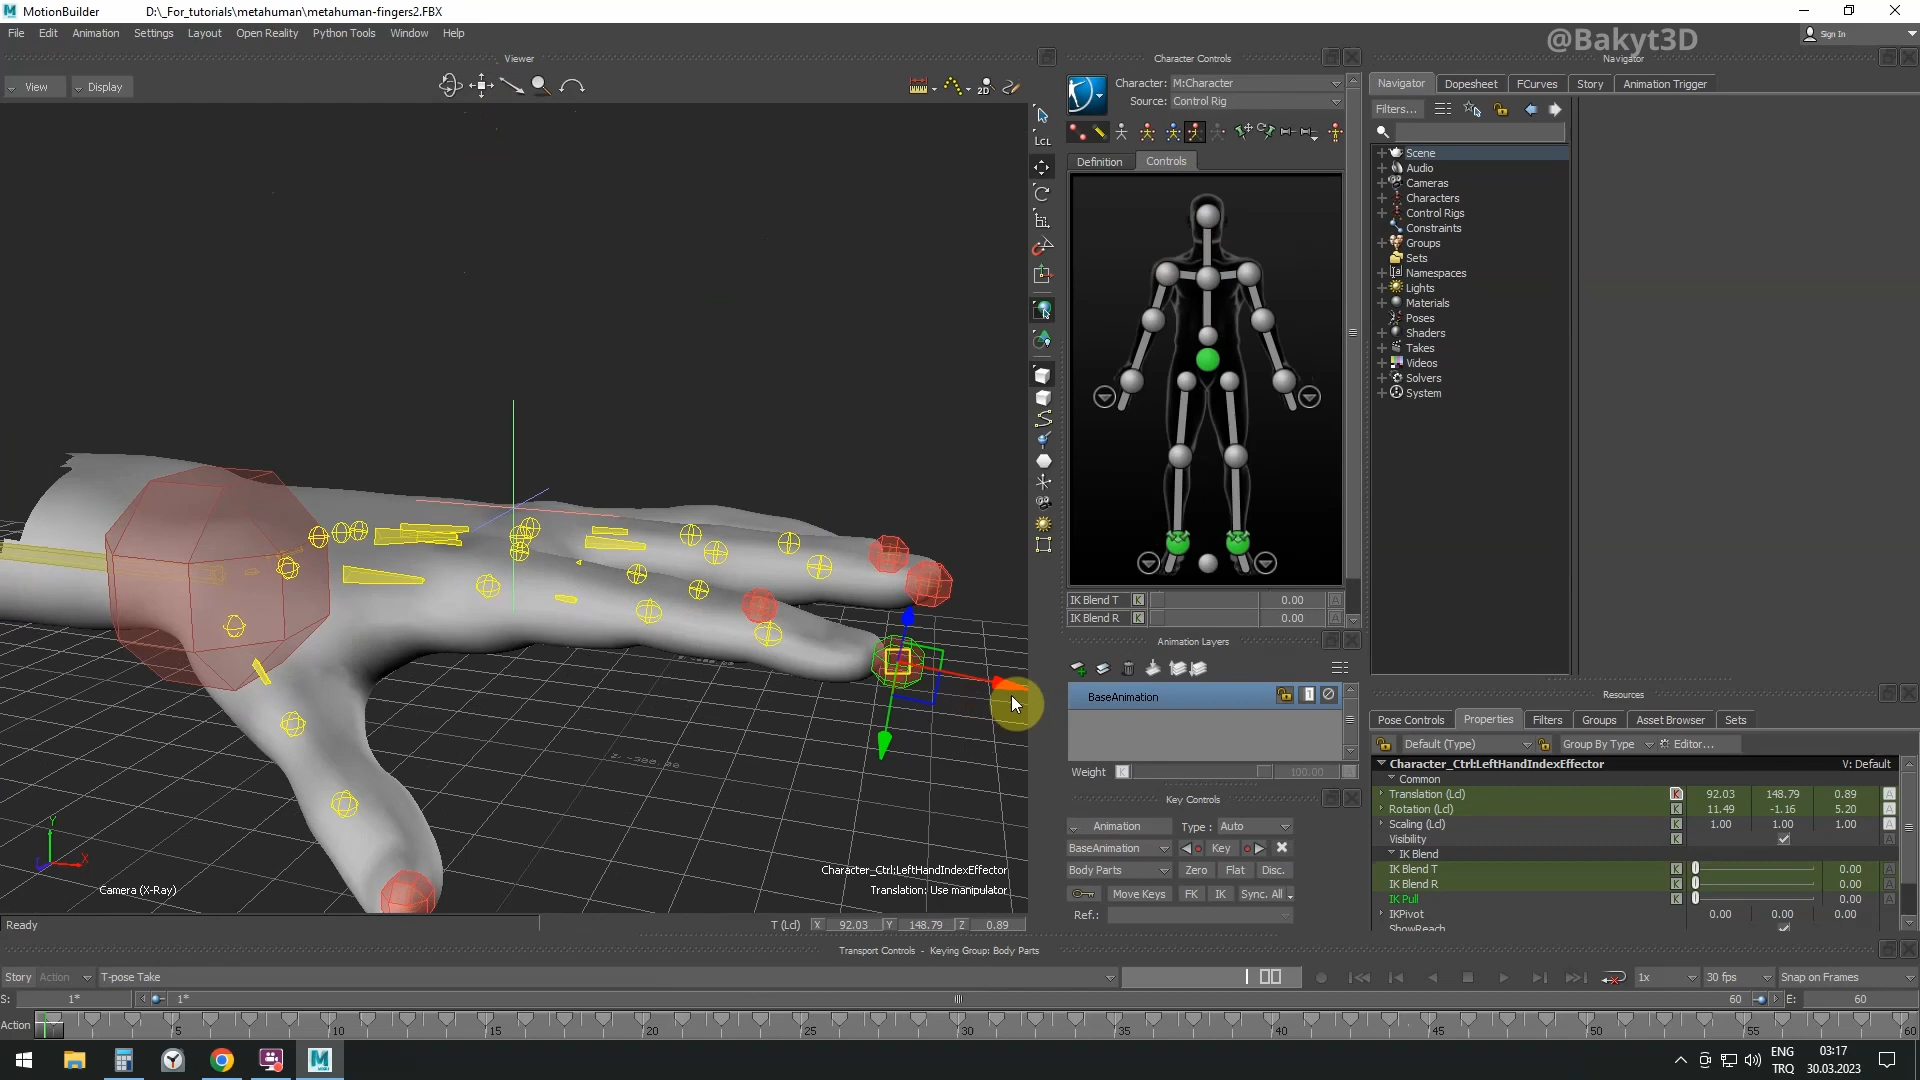 MotionBuilder D:\_For_tutorials\metahuman\metahuman-fingers2.FBX
File Edit Animation Settings Layout Open Reality Python Tools Window Help
@Bakyt3D
Sign In
Viewer
Character Controls
Navigator
View Display
2D
Character: M:Character
Source: Control Rig
Definition Controls
LCL
Navigator Dopesheet FCurves Story Animation Trigger
Filters...
Scene
Audio
Cameras
Characters
Control Rigs
Constraints
Groups
Sets
Namespaces
Lights
Materials
Poses
Shaders
Takes
Videos
Solvers
System
IK Blend T K 0.00 A
IK Blend R K 0.00 A
Animation Layers
BaseAnimation
Weight K 100.00
Key Controls
Animation Type : Auto
BaseAnimation Key
Body Parts Zero Flat Disc.
Move Keys FK IK Sync. All
Ref.:
Resources
Pose Controls Properties Filters Groups Asset Browser Sets
Default (Type) Group By Type Editor...
Character_Ctrl:LeftHandIndexEffector V: Default
Common
Translation (Lcl) K 92.03 148.79 0.89 A
Rotation (Lcl) K 11.49 -1.16 5.20 A
Scaling (Lcl) K 1.00 1.00 1.00 A
Visibility K A
IK Blend
IK Blend T K 0.00 A
IK Blend R K 0.00 A
IK Pull K 0.00 A
IKPivot 0.00 0.00 0.00
ShowReach
Y
X
Z
Camera (X-Ray)
Character_Ctrl:LeftHandIndexEffector
Translation: Use manipulator
Ready T (Lcl) X 92.03 Y 148.79 Z 0.89
Transport Controls - Keying Group: Body Parts
Story Action T-pose Take 1x 30 fps Snap on Frames
S: 1* 1* 60 E: 60
Action 5 10 15 20 25 30 35 40 45 50 55 60
ENG 03:17
TRQ 30.03.2023